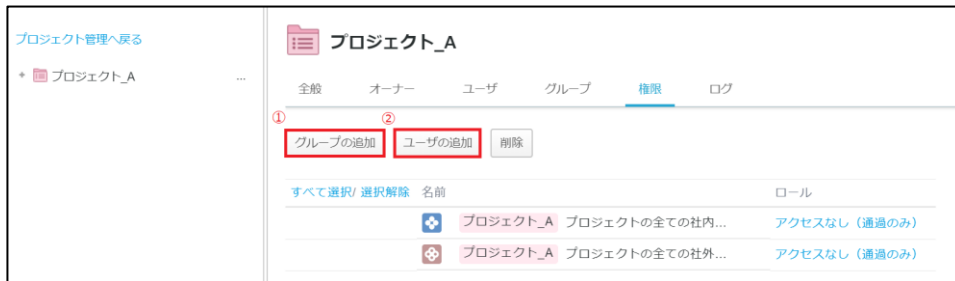 プロジェクト管理へ戻る
プロジェクト_A ...
プロジェクト_A
全般 オーナー ユーザ グループ 権限 ログ
① ②
グループの追加 ユーザの追加 削除
すべて選択/ 選択解除 名前 ロール
プロジェクト_A プロジェクトの全ての社内... アクセスなし（通過のみ）
プロジェクト_A プロジェクトの全ての社外... アクセスなし（通過のみ）